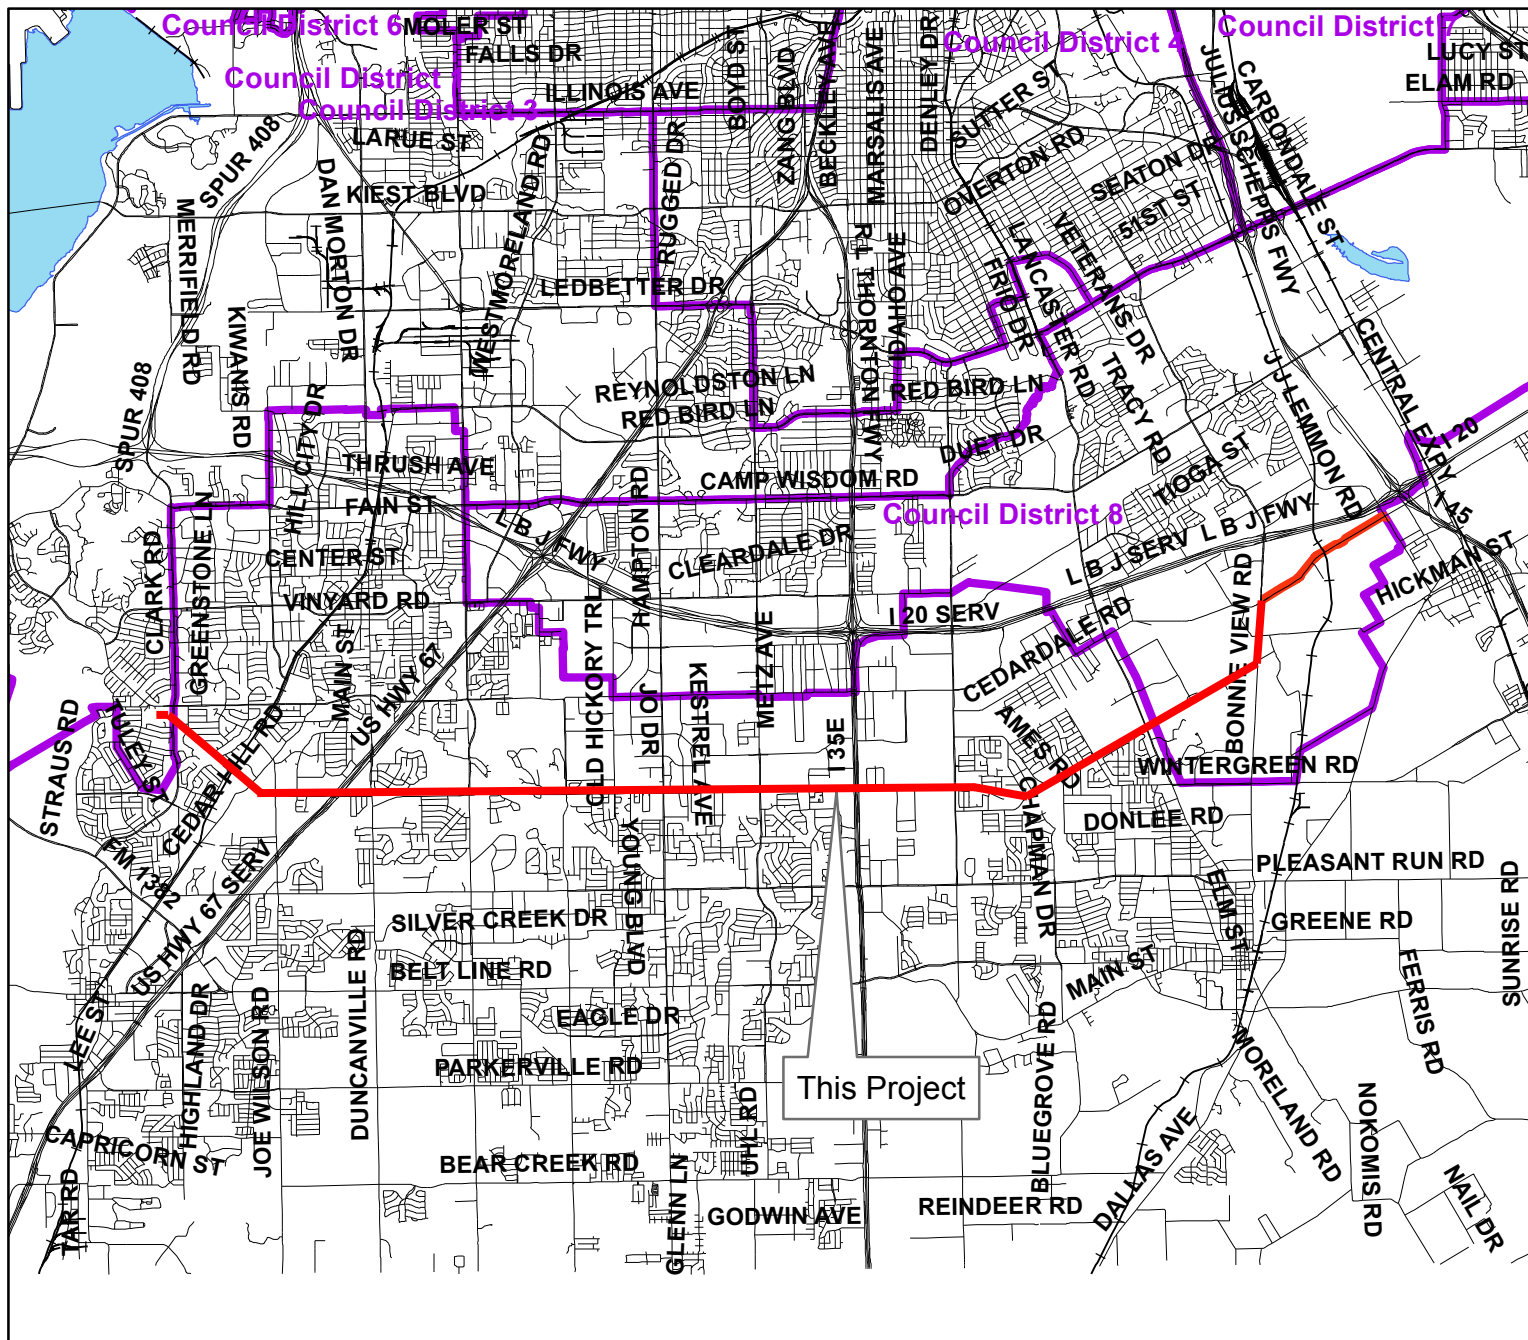 Council District 6
MOLER ST
Council District 4
Council District 7
FALLS DR
LUCY ST
Council District
ELAM RD
ILLINOIS AVE
BOYD ST
ZANG BLVD
BECKLEY AVE
MARSALIS AVE
DENLEY DR
SUTTER ST
JULIUS SCHEPPS FWY
CARBONDALE ST
Council District 3
LARUE ST
SPUR 408
OVERTON RD
SEATON DR
KIEST BLVD
DAN MORTON DR
WESTMORELAND RD
RUGGED DR
51ST ST
MERRIFIELD RD
VETERANS DR
LANCASTER RD
FRIO DR
R L THORNTON FWY
IDAHO AVE
LEDBETTER DR
KIWANIS RD
SPUR 408
REYNOLDSTON LN
RED BIRD LN
RED BIRD LN
TRACY RD
J J LEMMON RD
CENTRAL EXPY
I 20
HILL CITY DR
THRUSH AVE
DUET DR
CAMP WISDOM RD
TIOGA ST
FAIN ST
Council District 8
I 45
L B J FWY
HAMPTON RD
CLEARDALE DR
L B J SERV
L B J FWY
CENTER ST
CLARK RD
GREENSTONE LN
HICKMAN ST
VINYARD RD
I 20 SERV
CEDARDALE RD
BONNIE VIEW RD
MAIN ST
US HWY 67
OLD HICKORY TRL
JO DR
KESTREL AVE
METZ AVE
I 35E
AMES RD
STRAUS RD
TULEY ST
CEDAR HILL RD
WINTERGREEN RD
CHAPMAN DR
DONLEE RD
FM 1382
US HWY 67 SERV
YOUNG BLVD
PLEASANT RUN RD
ELM ST
SUNRISE RD
SILVER CREEK DR
GREENE RD
DUNCANVILLE RD
BELT LINE RD
MAIN ST
FERRIS RD
LEE ST
HIGHLAND DR
JOE WILSON RD
EAGLE DR
BLUEGROVE RD
PARKERVILLE RD
This Project
MORELAND RD
NOKOMIS RD
UHL RD
CAPRICORN ST
BEAR CREEK RD
DALLAS AVE
TAR RD
GLENN LN
GODWIN AVE
REINDEER RD
NAIL DR